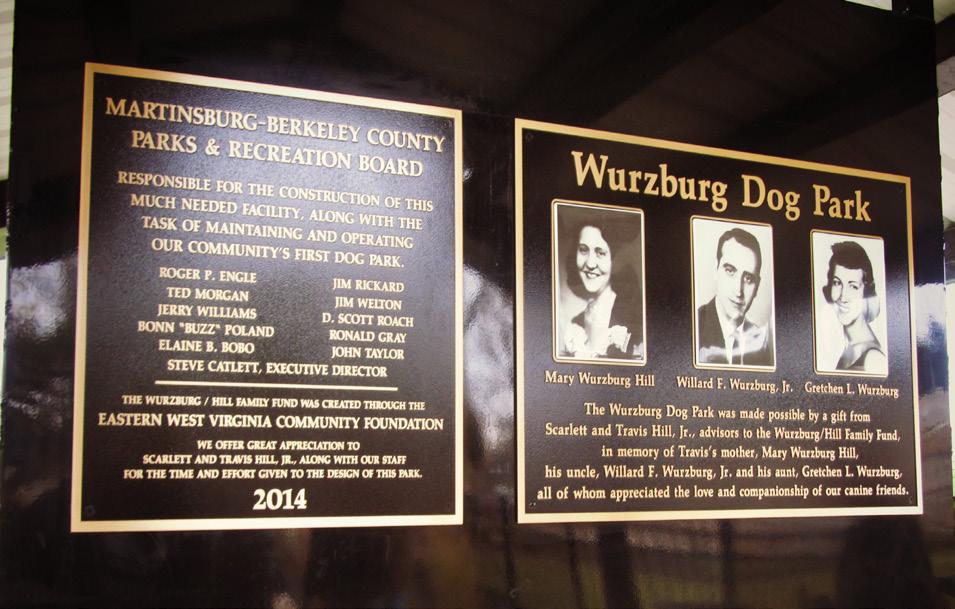 MARTINSBURG-BERKELEY COUNTY
PARKS & RECREATION BOARD
RESPONSIBLE FOR THE CONSTRUCTION OF THIS
MUCH NEEDED FACILITY, ALONG WITH THE
TASK OF MAINTAINING AND OPERATING
OUR COMMUNITY'S FIRST DOG PARK.
ROGER P. ENGLE
TED MORGAN
JERRY WILLIAMS
BONN "BUZZ" POLAND
ELAINE B. BOBO
JIM RICKARD
JIM WELTON
D. SCOTT ROACH
RONALD GRAY
JOHN TAYLOR
STEVE CATLETT, EXECUTIVE DIRECTOR
THE WURZBURG / HILL FAMILY FUND WAS CREATED THROUGH THE
EASTERN WEST VIRGINIA COMMUNITY FOUNDATION
WE OFFER GREAT APPRECIATION TO
SCARLETT AND TRAVIS HILL, JR., ALONG WITH OUR STAFF
FOR THE TIME AND EFFORT GIVEN TO THE DESIGN OF THIS PARK.
2014
Wurzburg Dog Park
Mary Wurzburg Hill
Willard F. Wurzburg, Jr.
Gretchen L. Wurzburg
The Wurzburg Dog Park was made possible by a gift from
Scarlett and Travis Hill, Jr., advisors to the Wurzburg/Hill Family Fund,
in memory of Travis's mother, Mary Wurzburg Hill,
his uncle, Willard F. Wurzburg, Jr. and his aunt, Gretchen L. Wurzburg,
all of whom appreciated the love and companionship of our canine friends.